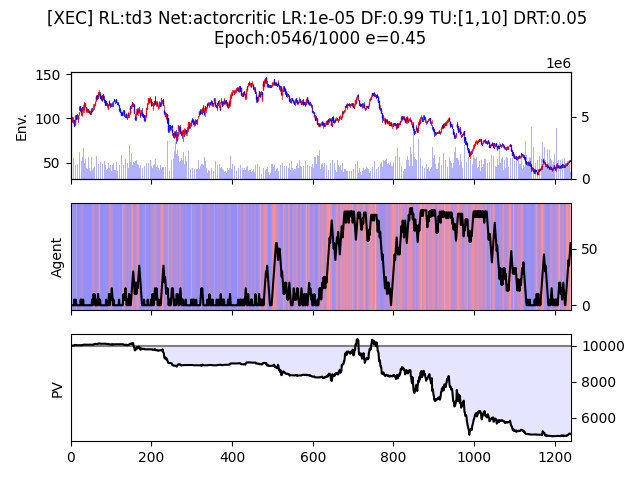 [XEC] RL:td3 Net:actorcritic LR:1e-05 DF:0.99 TU:[1,10] DRT:0.05
Epoch:0546/1000 e=0.45
1e6
150
100
50
Env.
5
0
Agent
50
0
PV
10000
8000
6000
0
200
400
600
800
1000
1200